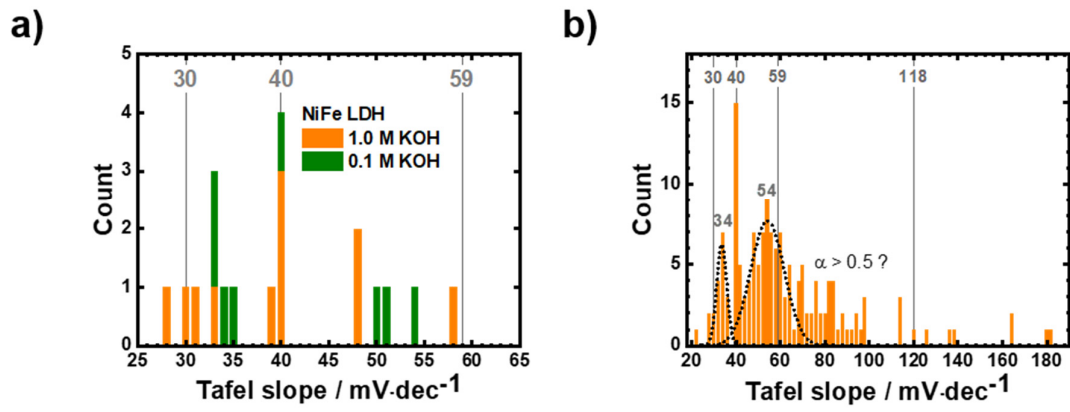 a)
5
4
3
2
1
0
Count
30
40
59
NiFe LDH
1.0 M KOH
0.1 M KOH
25 30 35 40 45 50 55 60 65
Tafel slope / mV·dec⁻¹
b)
15
10
5
0
Count
30 40 59 118
34
54
α > 0.5 ?
20 40 60 80 100 120 140 160 180
Tafel slope / mV·dec⁻¹